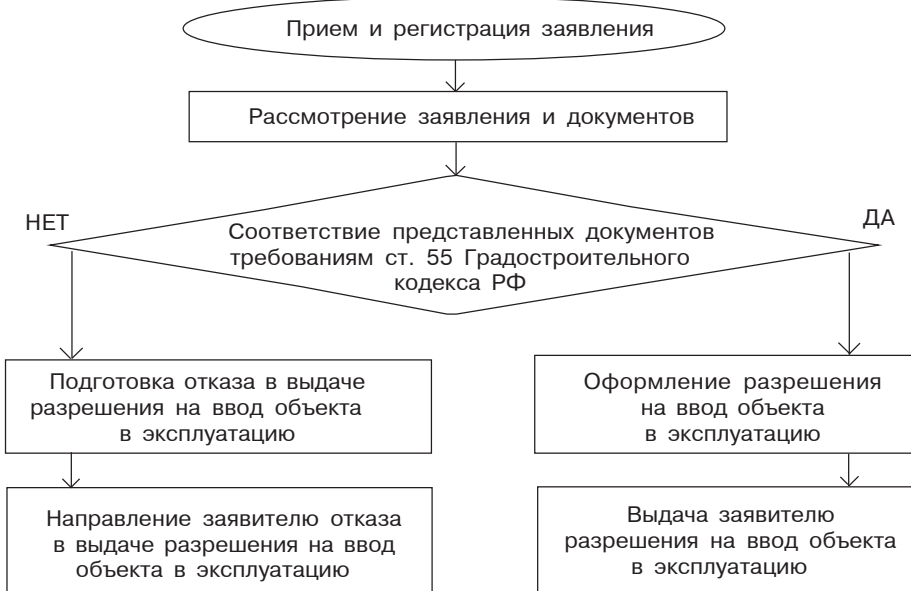 Прием и регистрация заявления
Рассмотрение заявления и документов
НЕТ
ДА
Соответствие представленных документов
требованиям ст. 55 Градостроительного
кодекса РФ
Подготовка отказа в выдаче
разрешения на ввод объекта
в эксплуатацию
Оформление разрешения
на ввод объекта
в эксплуатацию
Направление заявителю отказа
в выдаче разрешения на ввод
объекта в эксплуатацию
Выдача заявителю
разрешения на ввод объекта
в эксплуатацию